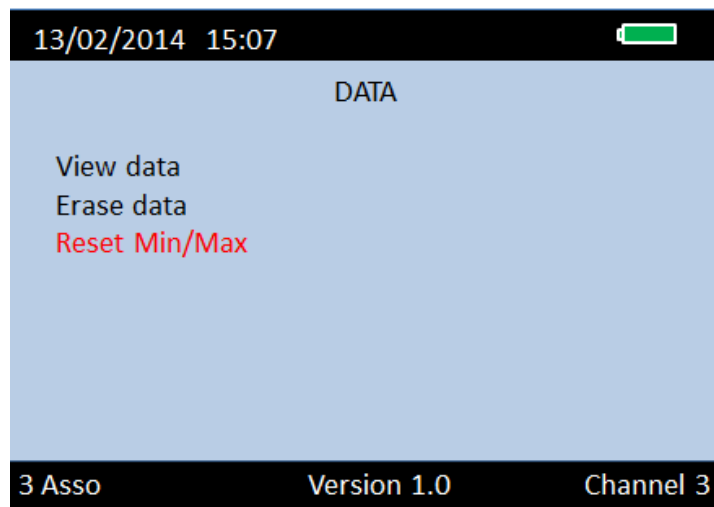 13/02/2014 15:07
DATA
View data
Erase data
Reset Min/Max
3 Asso Version 1.0 Channel 3